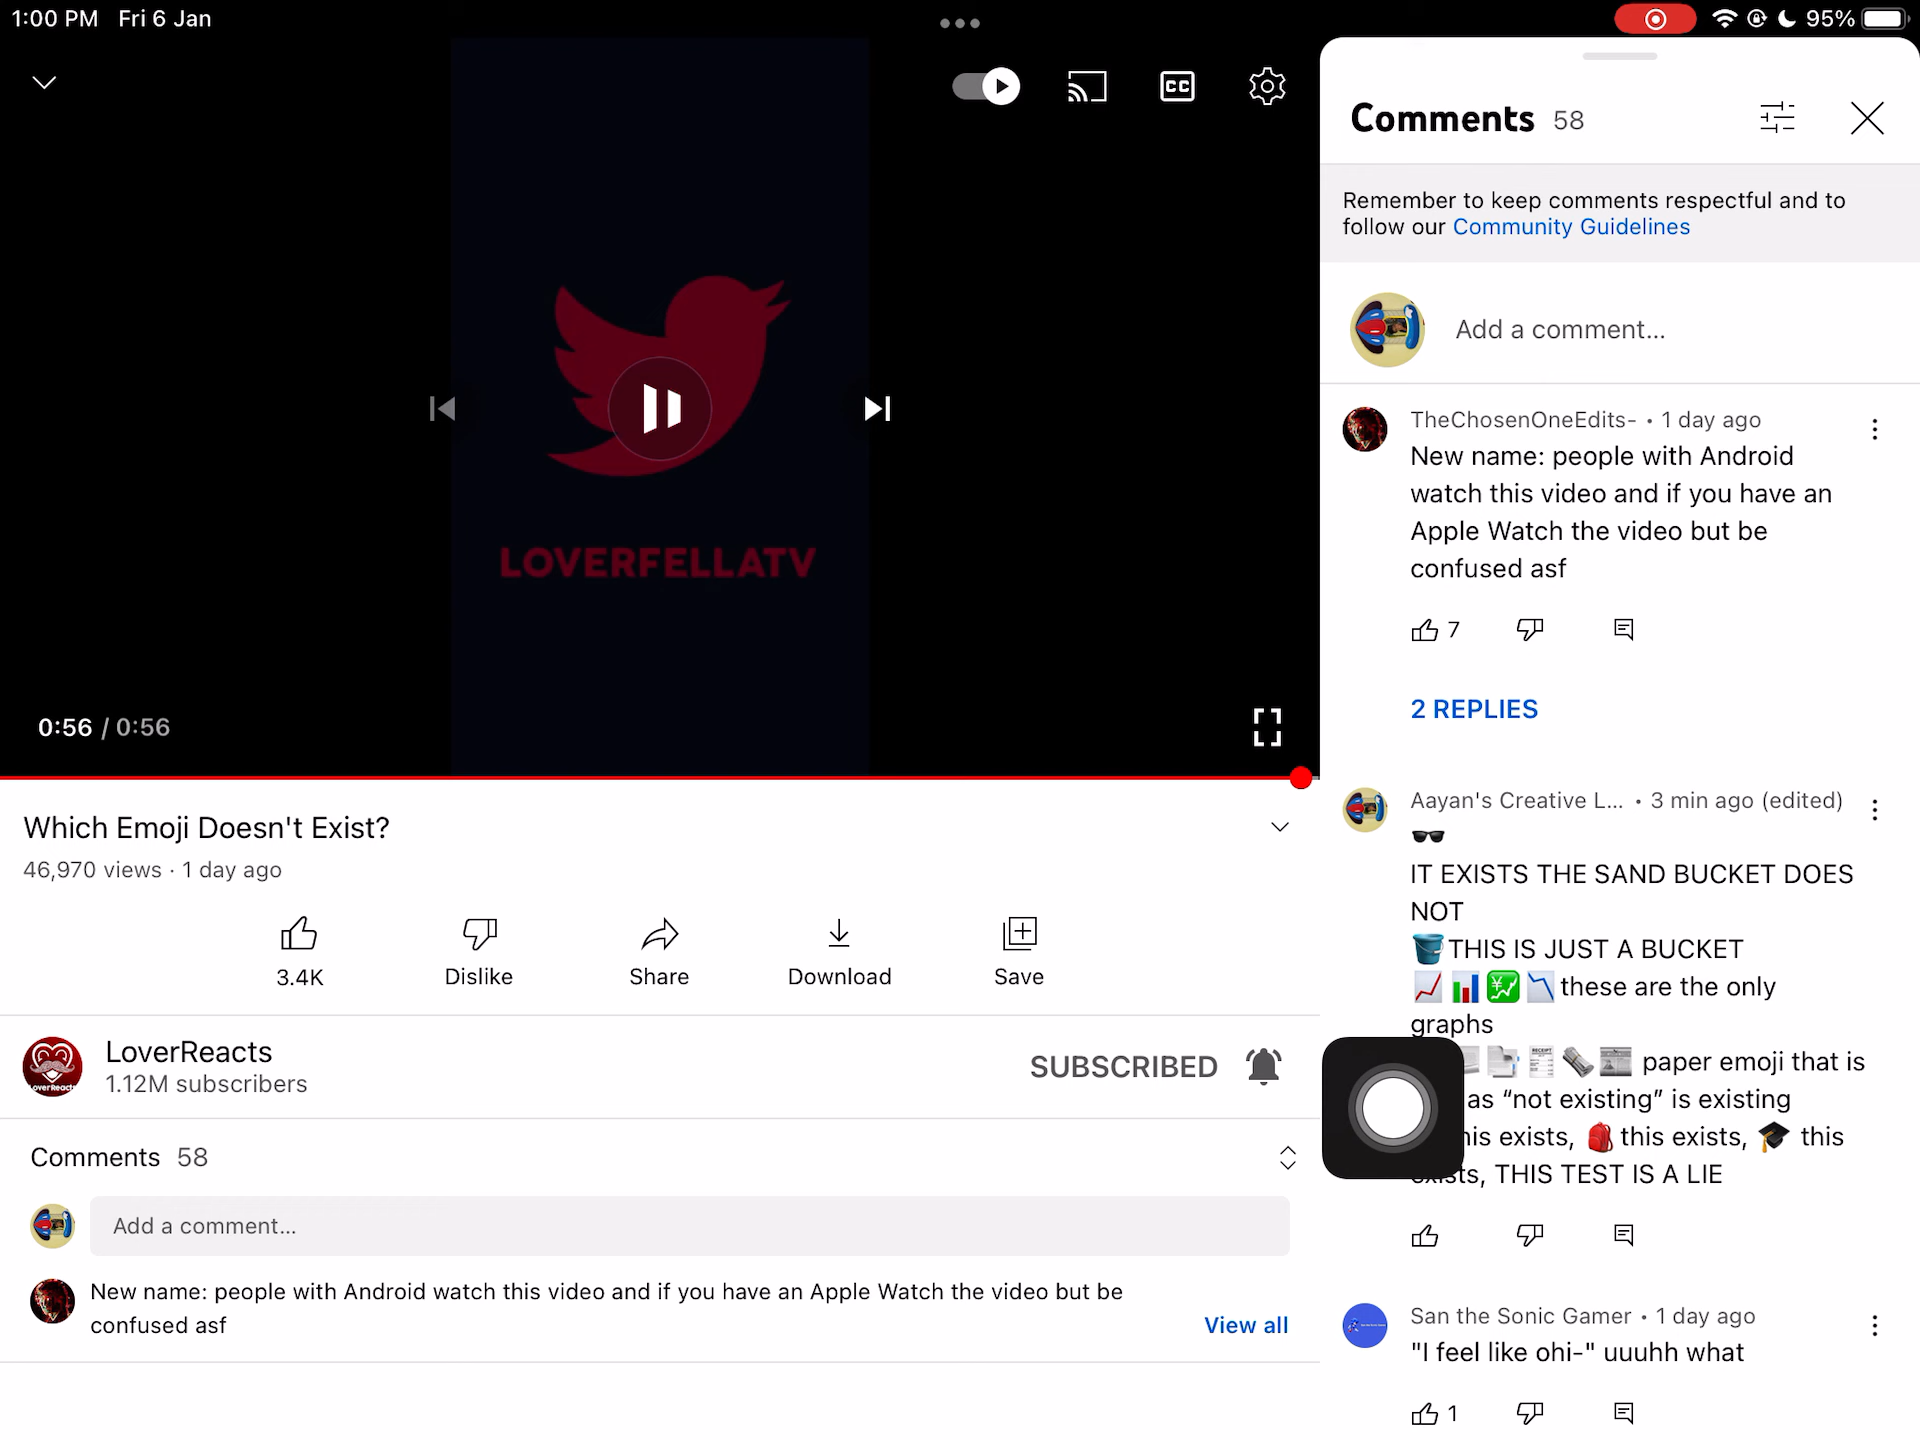 1:00 PM Fri 6 Jan
95%
LOVERFELLATV
0:56 / 0:56
Which Emoji Doesn't Exist?
46,970 views · 1 day ago
3.4K
Dislike
Share
Download
Save
LoverReacts
1.12M subscribers
SUBSCRIBED
Comments 58
Add a comment...
New name: people with Android watch this video and if you have an Apple Watch the video but be
confused asf
View all
Comments 58
Remember to keep comments respectful and to
follow our Community Guidelines
Add a comment...
TheChosenOneEdits- • 1 day ago
New name: people with Android
watch this video and if you have an
Apple Watch the video but be
confused asf
7
2 REPLIES
Aayan's Creative L... • 3 min ago (edited)
🕶️
IT EXISTS THE SAND BUCKET DOES
NOT
🪣THIS IS JUST A BUCKET
📈📊💹📉these are the only
graphs
📑🧾🗞️📰 paper emoji that is
as “not existing” is existing
exists, 🎒this exists, 🎓 this
THIS TEST IS A LIE
San the Sonic Gamer • 1 day ago
"I feel like ohi-" uuuhh what
1